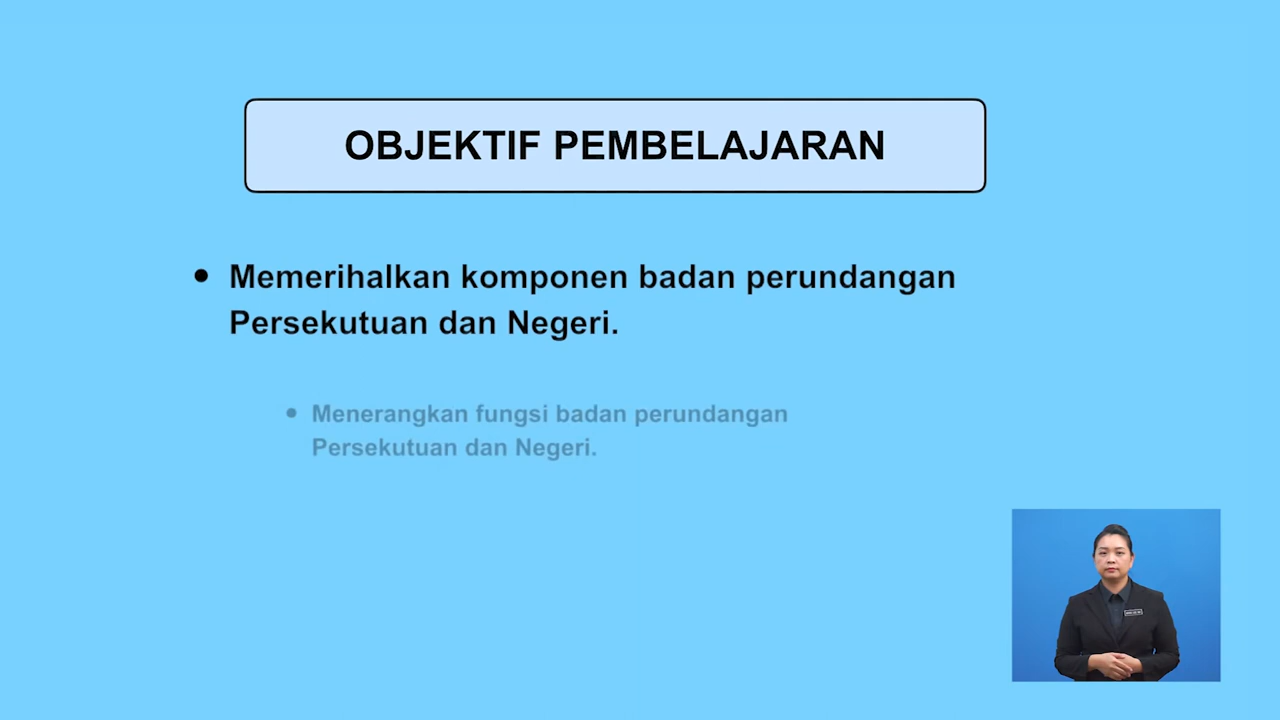 OBJEKTIF PEMBELAJARAN
• Memerihalkan komponen badan perundangan
Persekutuan dan Negeri.
• Menerangkan fungsi badan perundangan
Persekutuan dan Negeri.